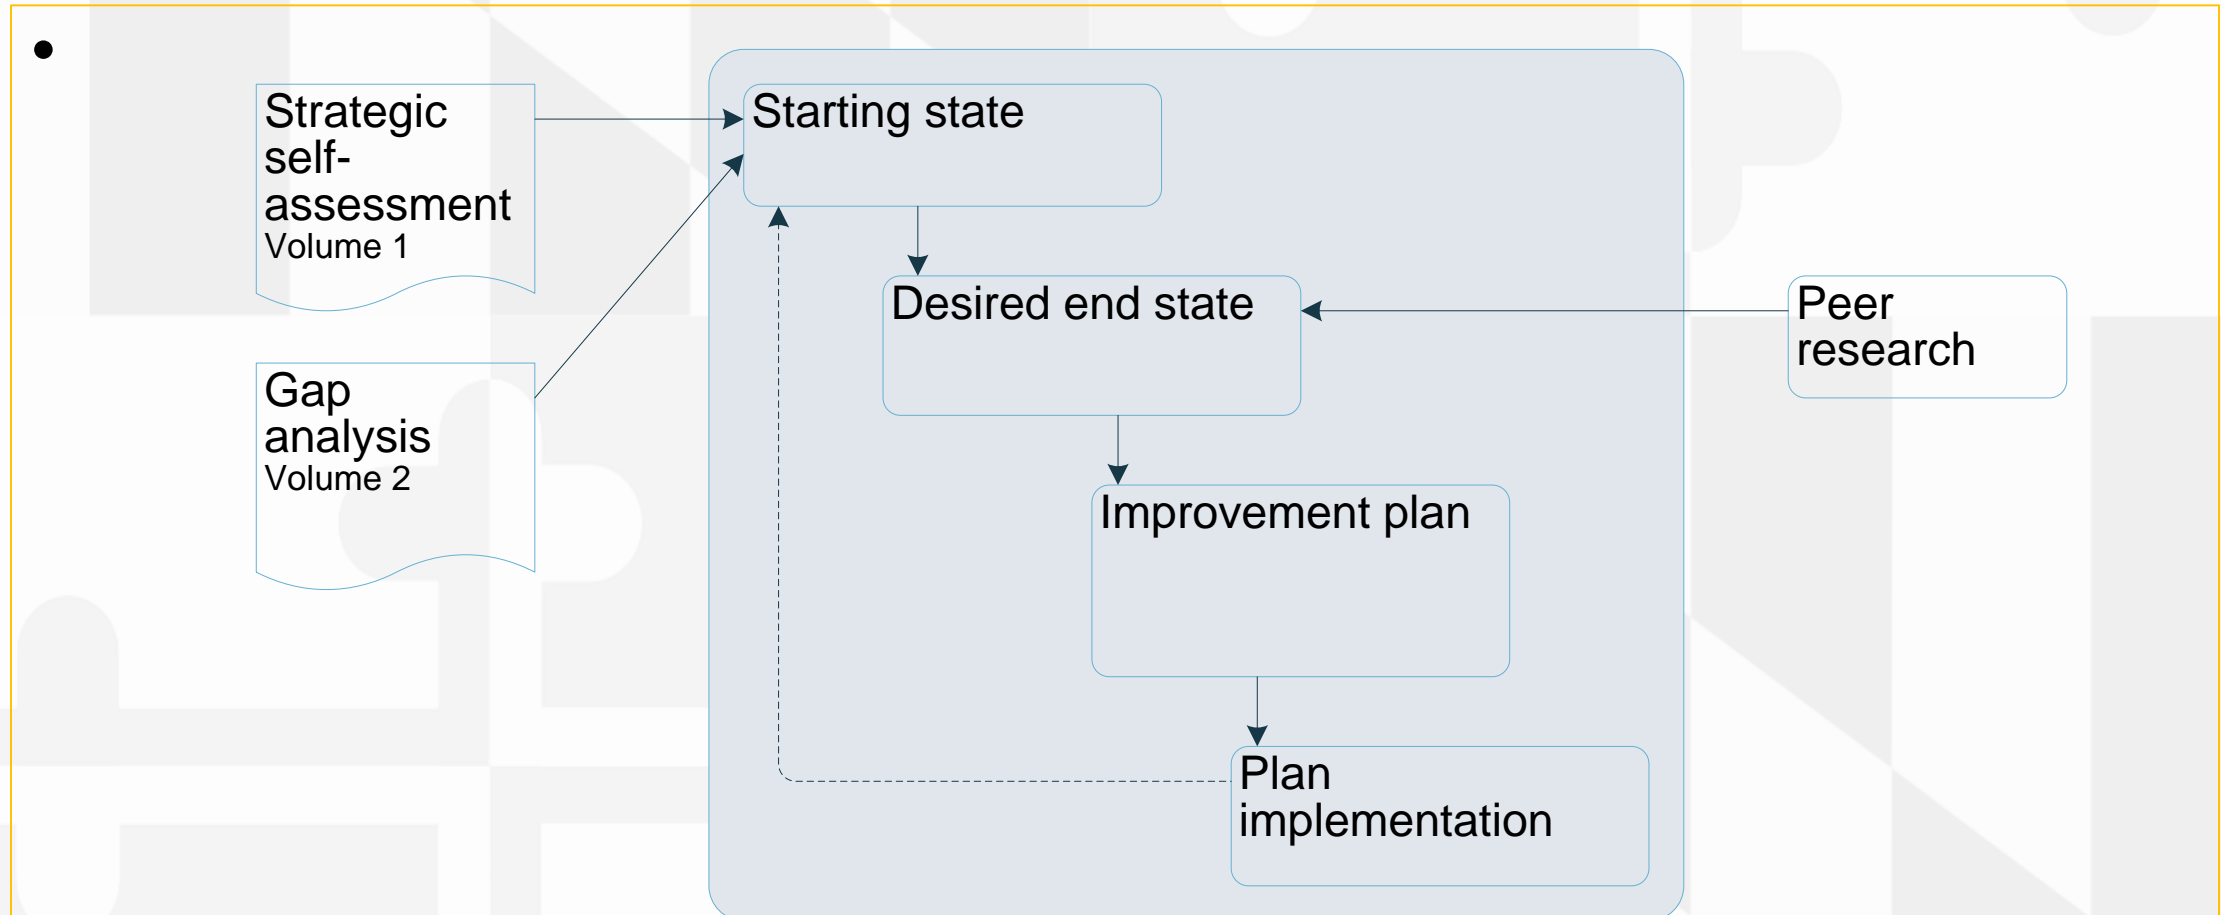 •
Strategic
self-
assessment
Volume 1
Gap
analysis
Volume 2
Starting state
Desired end state
Improvement plan
Plan
implementation
Peer
research